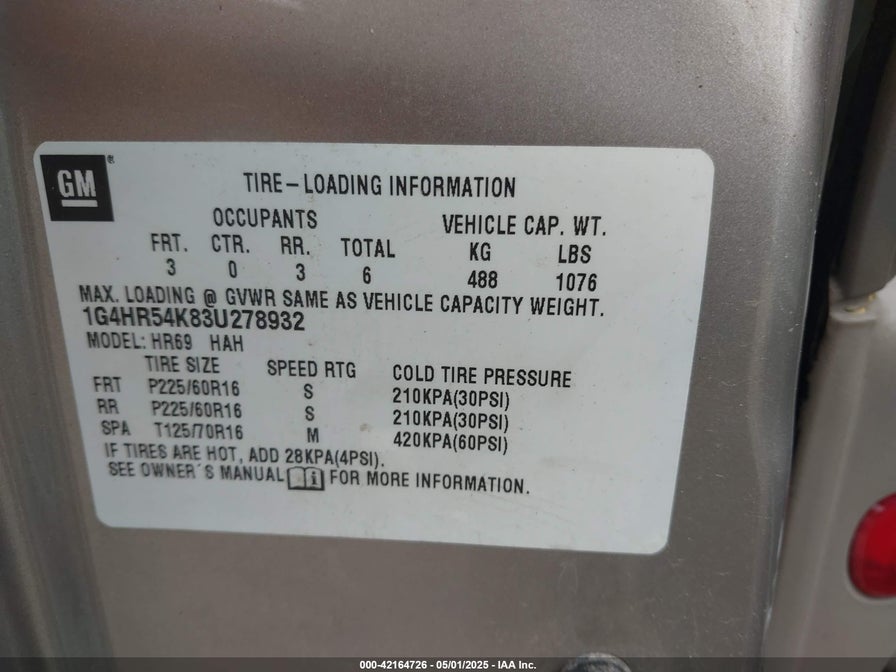 GM®
TIRE–LOADING INFORMATION
OCCUPANTS VEHICLE CAP. WT.
FRT. CTR. RR. TOTAL KG LBS
3 0 3 6 488 1076
MAX. LOADING @ GVWR SAME AS VEHICLE CAPACITY WEIGHT.
1G4HR54K83U278932
MODEL: HR69 HAH
TIRE SIZE SPEED RTG COLD TIRE PRESSURE
FRT P225/60R16 S 210KPA(30PSI)
RR P225/60R16 S 210KPA(30PSI)
SPA T125/70R16 M 420KPA(60PSI)
IF TIRES ARE HOT, ADD 28KPA(4PSI).
SEE OWNER´S MANUAL i FOR MORE INFORMATION.
000-42164726 - 05/01/2025 - IAA Inc.